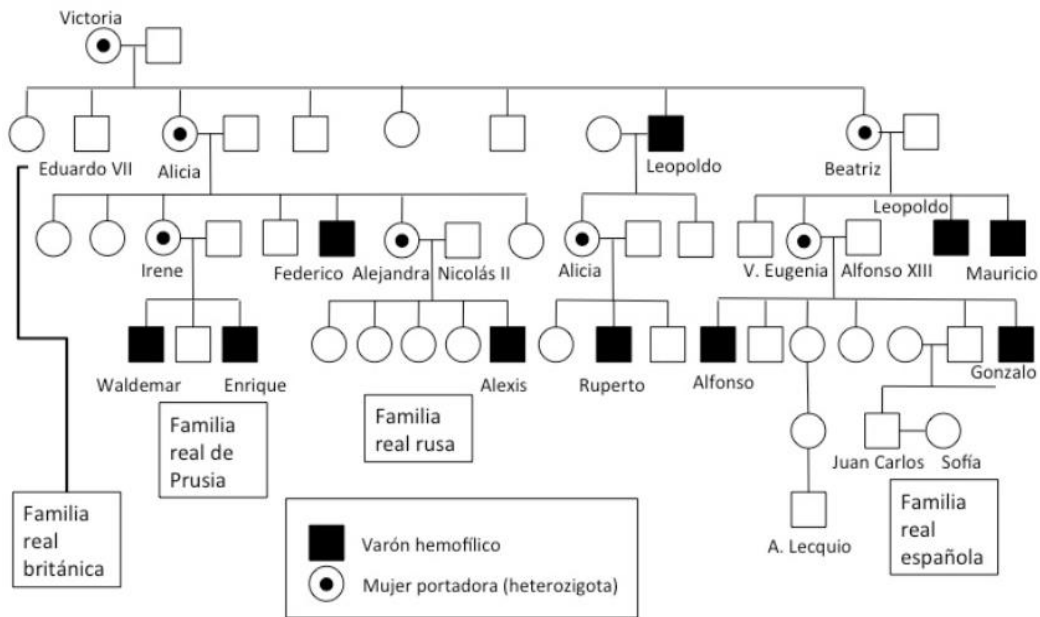 Victoria
Eduardo VII
Alicia
Leopoldo
Beatriz
Leopoldo
Irene
Federico
Alejandra
Nicolás II
Alicia
V. Eugenia
Alfonso XIII
Mauricio
Waldemar
Enrique
Alexis
Ruperto
Alfonso
Gonzalo
Familia
real de
Prusia
Familia
real rusa
Juan Carlos
Sofía
Familia
real
británica
A. Lecquio
Familia
real
española
Varón hemofílico
Mujer portadora (heterozigota)